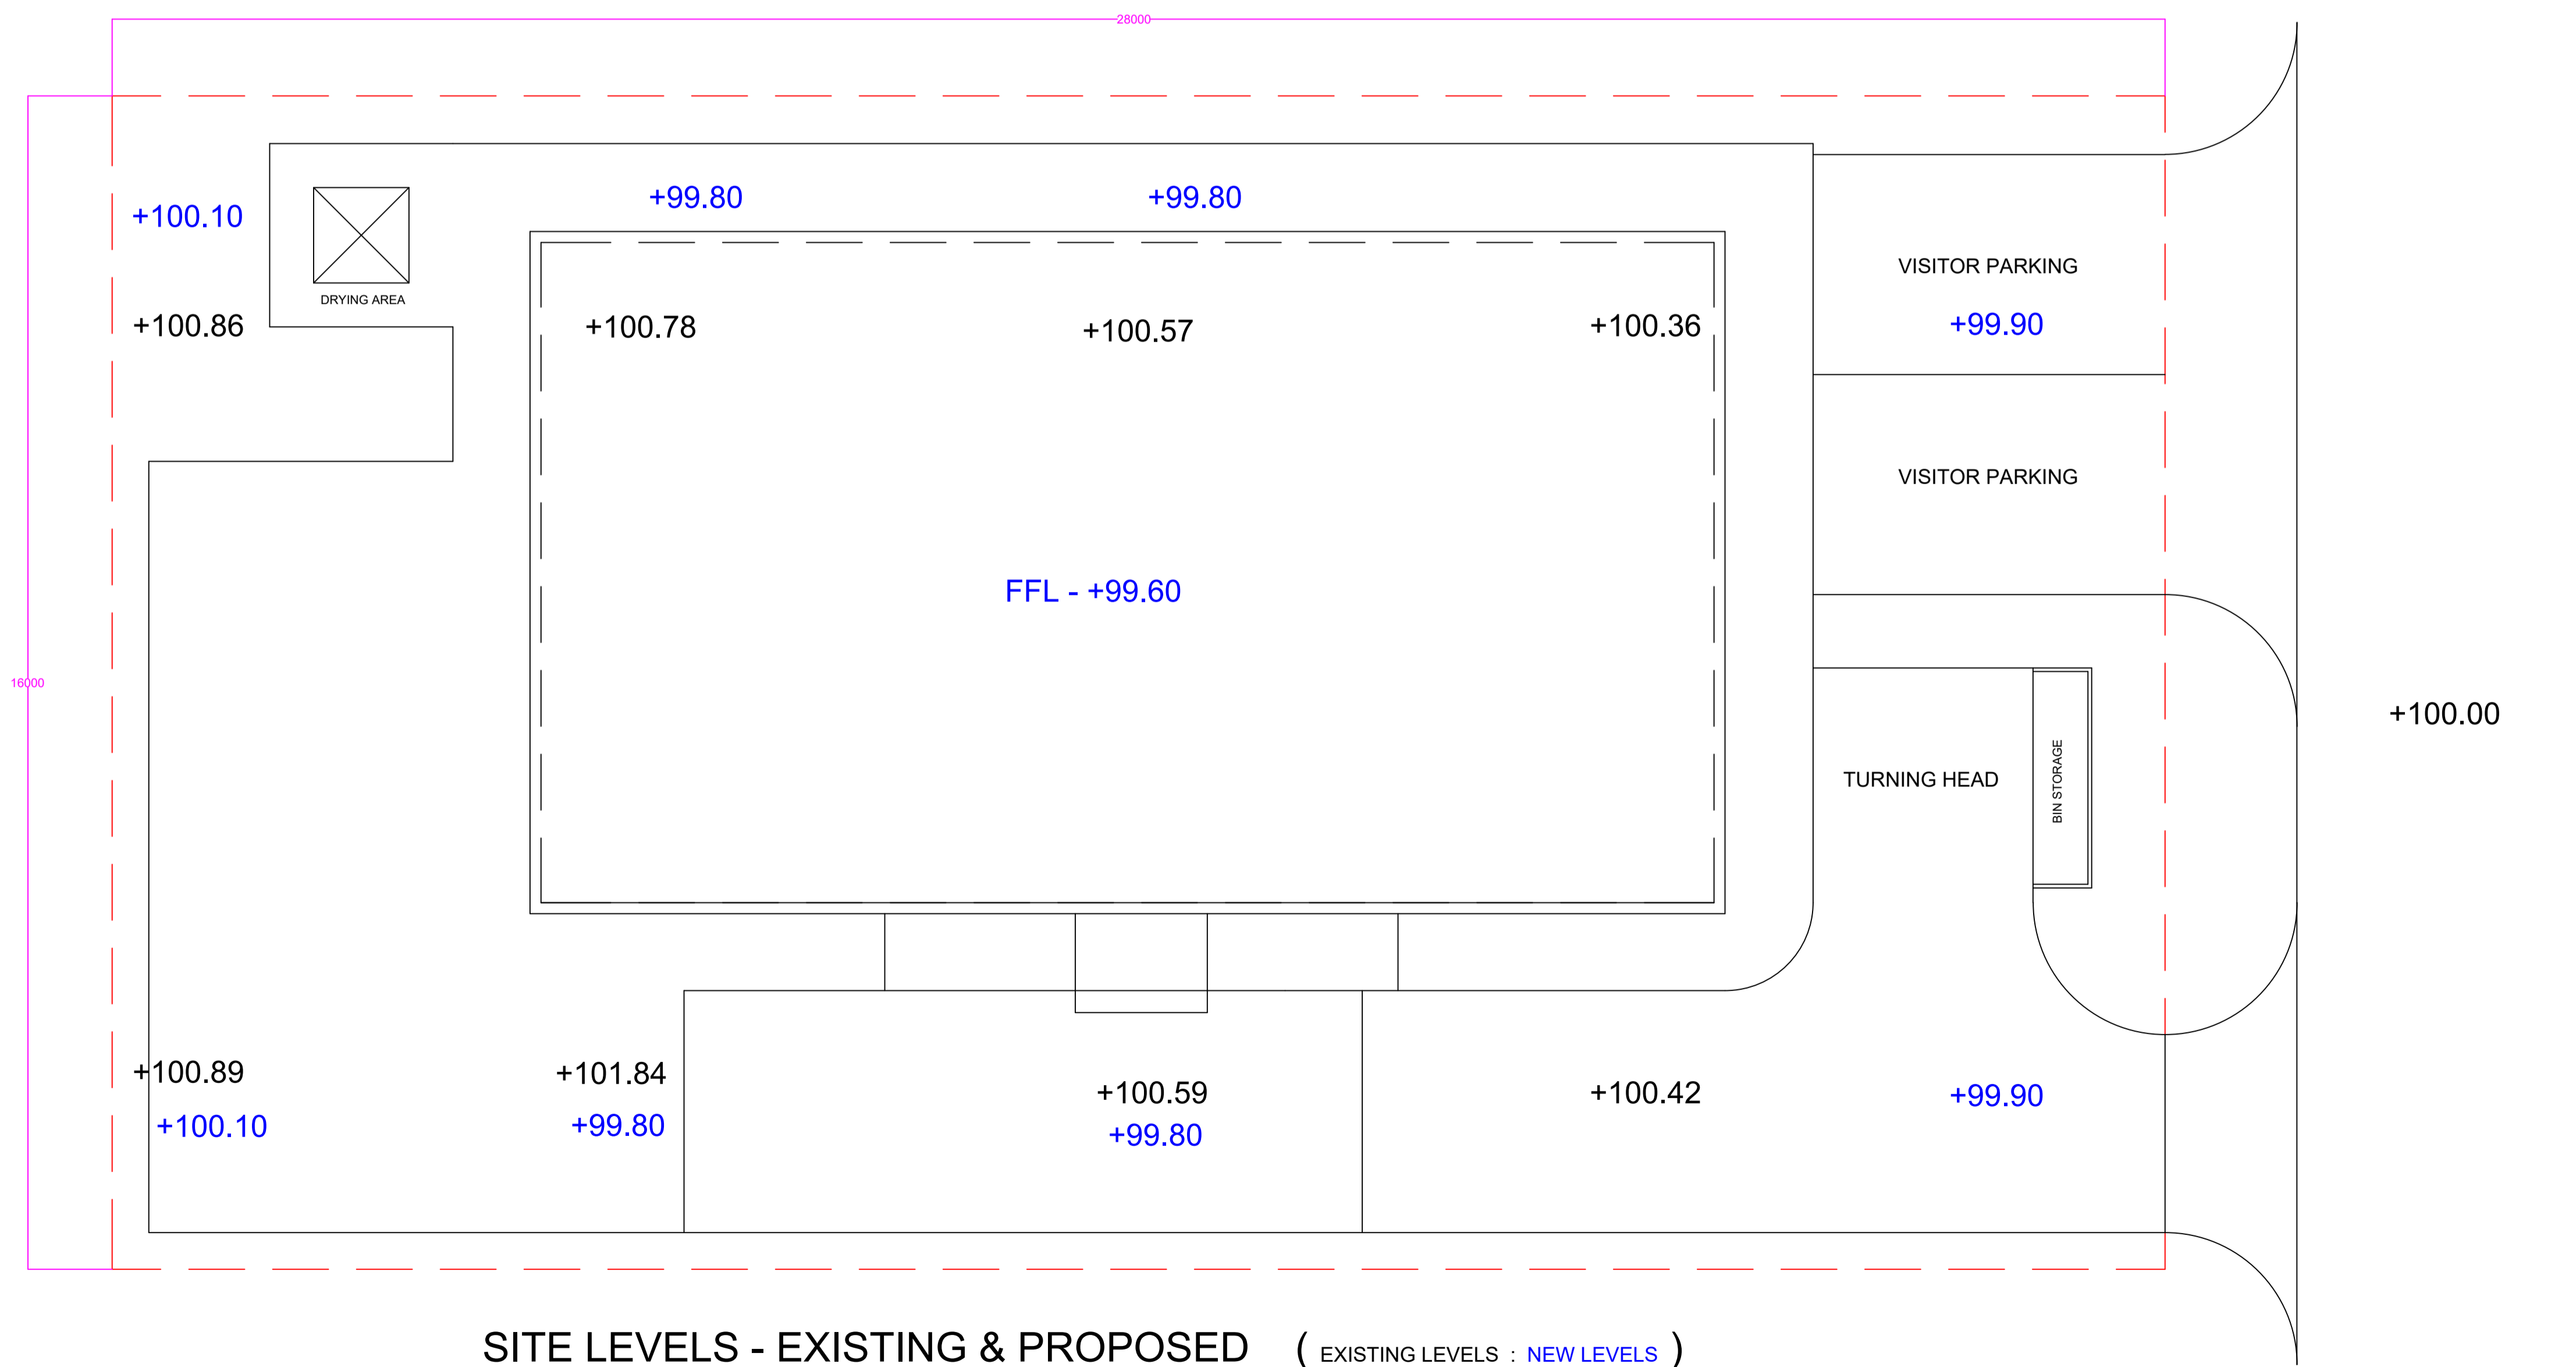 28000
+99.80 +99.80
+100.10
VISITOR PARKING
DRYING AREA
+100.86 +100.78 +100.57 +100.36 +99.90
VISITOR PARKING
FFL - +99.60
16000
+100.00
TURNING HEAD
BIN STORAGE
+100.89 +101.84 +100.59 +100.42 +99.90
+100.10 +99.80 +99.80
SITE LEVELS - EXISTING & PROPOSED ( EXISTING LEVELS : NEW LEVELS )